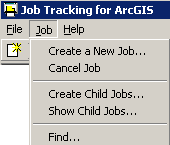 Job Tracking for ArcGIS
File Job Help
Create a New Job...
Cancel Job
Create Child Jobs...
Show Child Jobs...
Find...